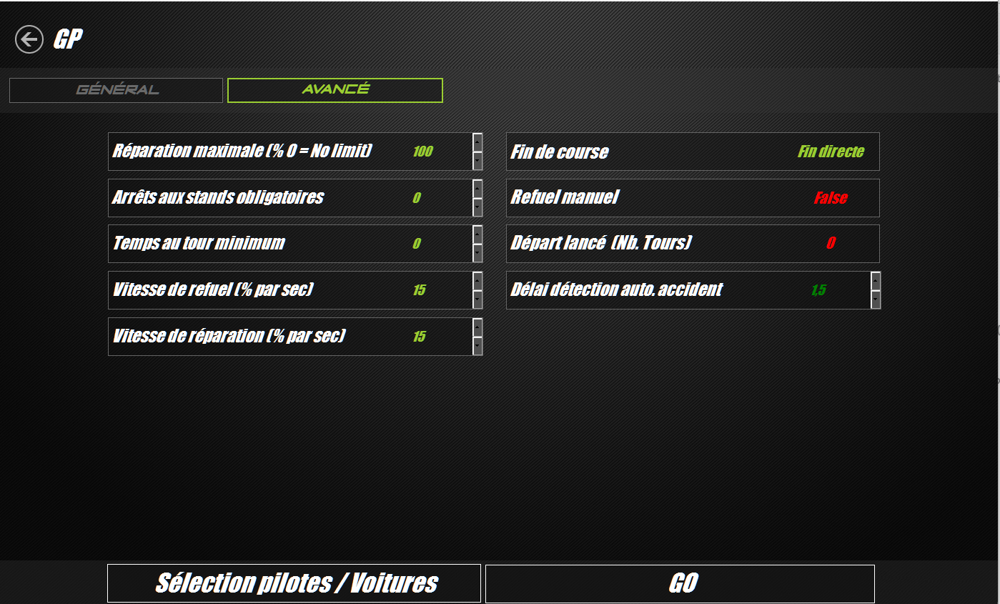 GP
GÉNÉRAL
AVANCÉ
Réparation maximale (% 0 = No limit) 100
Fin de course Fin directe
Arrêts aux stands obligatoires 0
Refuel manuel False
Temps au tour minimum 0
Départ lancé (Nb. Tours) 0
Vitesse de refuel (% par sec) 15
Délai détection auto. accident 1,5
Vitesse de réparation (% par sec) 15
Sélection pilotes / Voitures
GO